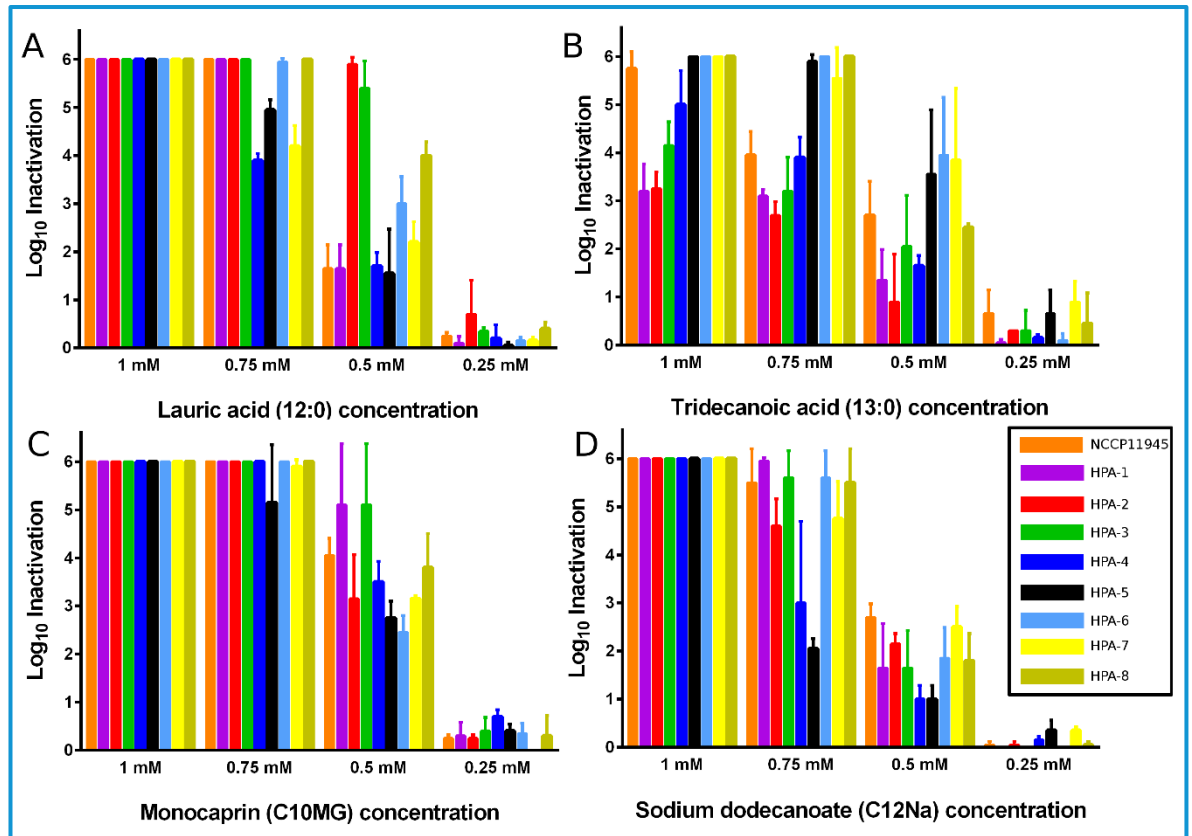 A
Log10 Inactivation
6
5
4
3
2
1
0
1 mM 0.75 mM 0.5 mM 0.25 mM
Lauric acid (12:0) concentration
B
Log10 Inactivation
6
5
4
3
2
1
0
1 mM 0.75 mM 0.5 mM 0.25 mM
Tridecanoic acid (13:0) concentration
C
Log10 Inactivation
6
5
4
3
2
1
0
1 mM 0.75 mM 0.5 mM 0.25 mM
Monocaprin (C10MG) concentration
D
Log10 Inactivation
6
5
4
3
2
1
0
1 mM 0.75 mM 0.5 mM 0.25 mM
Sodium dodecanoate (C12Na) concentration
NCCP11945
HPA-1
HPA-2
HPA-3
HPA-4
HPA-5
HPA-6
HPA-7
HPA-8